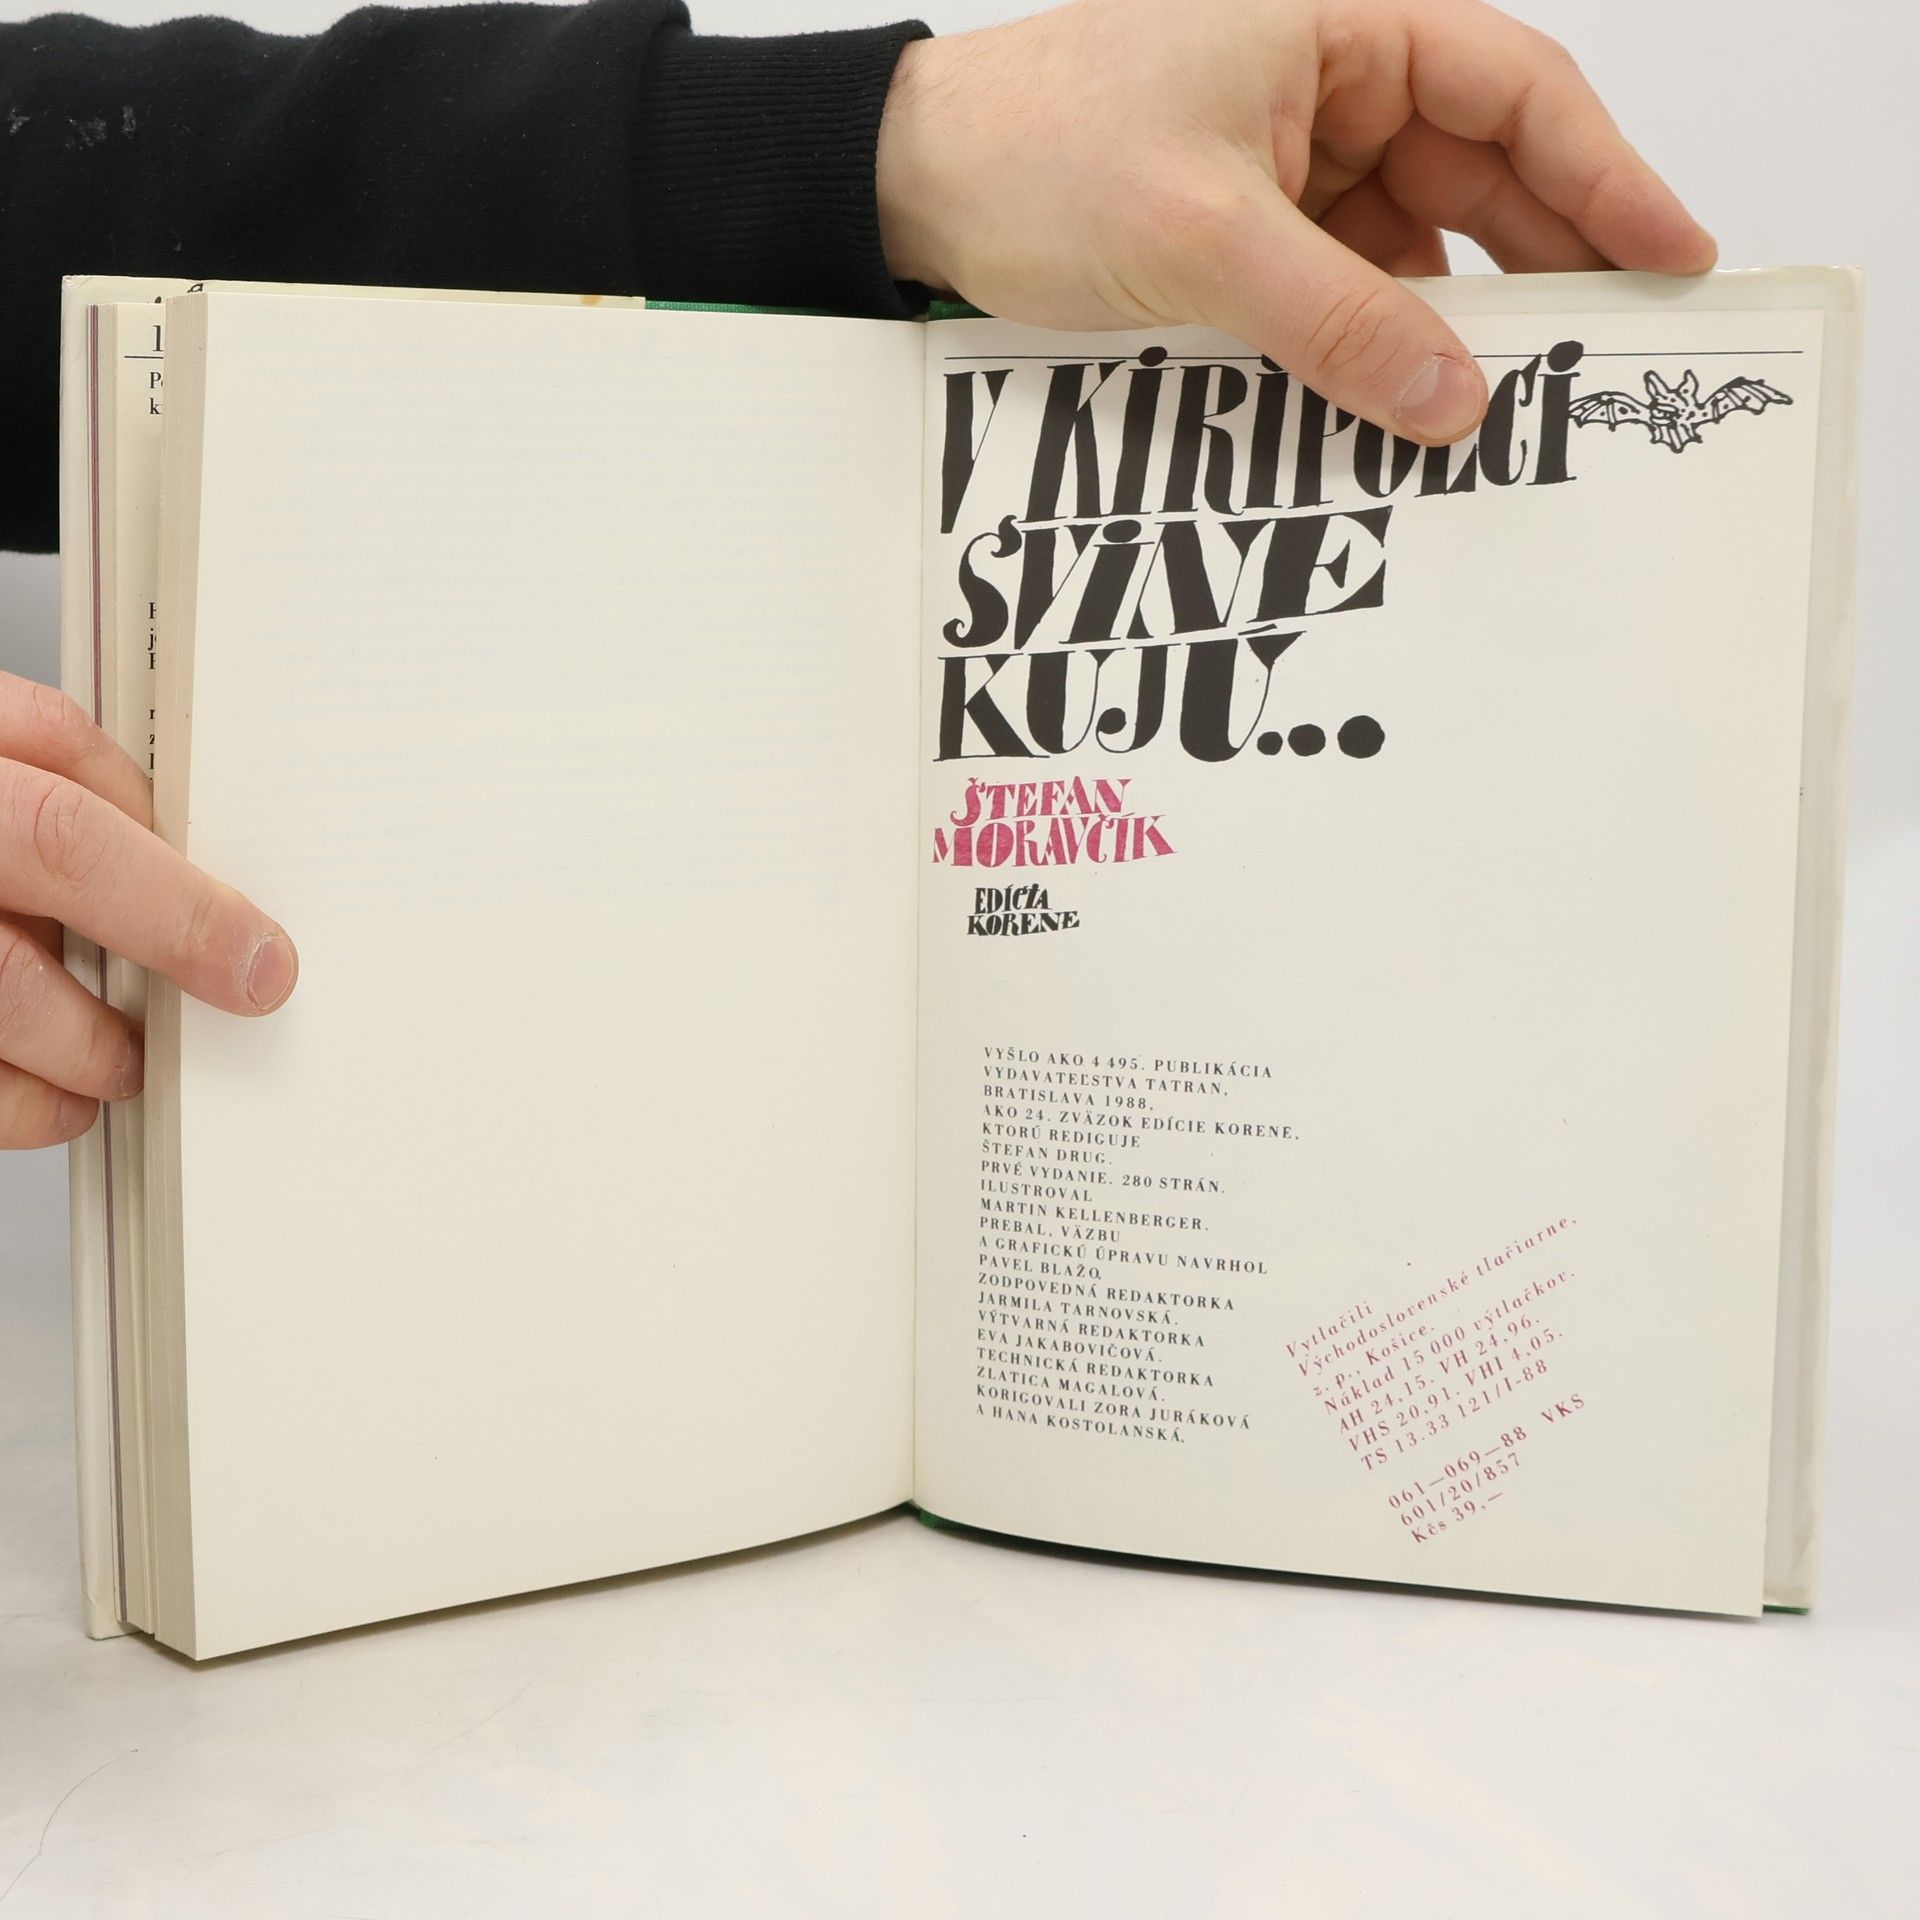 V KIRIPOLCI
SVINE
KUJÚ...
ŠTEFAN
MORAVČÍK
EDÍCIA
KORENE
VYŠLO AKO 4 495. PUBLIKÁCIA
VYDAVATEĽSTVA TATRAN,
BRATISLAVA 1988,
AKO 24. ZVÄZOK EDÍCIE KORENE,
KTORÚ REDIGUJE
ŠTEFAN DRUG.
PRVÉ VYDANIE. 280 STRÁN.
ILUSTROVAL
MARTIN KELLENBERGER.
PREBAL, VÄZBU
A GRAFICKÚ ÚPRAVU NAVRHOL
PAVEL BLAŽO.
ZODPOVEDNÁ REDAKTORKA
JARMILA TARNOVSKÁ.
VÝTVARNÁ REDAKTORKA
EVA JAKABOVIČOVÁ.
TECHNICKÁ REDAKTORKA
ZLATICA MAGALOVÁ.
KORIGOVALI ZORA JURÁKOVÁ
A HANA KOSTOLANSKÁ.
Vytlačili
Východoslovenské tlačiarne,
z. p., Košice.
Náklad 15 000 výtlačkov.
AH 24,15. VH 24,96.
VHS 20,91. VHI 4,05.
TS 13.33 121/I-88
061—069—88 VKS
601/20/857
Kčs 39,—